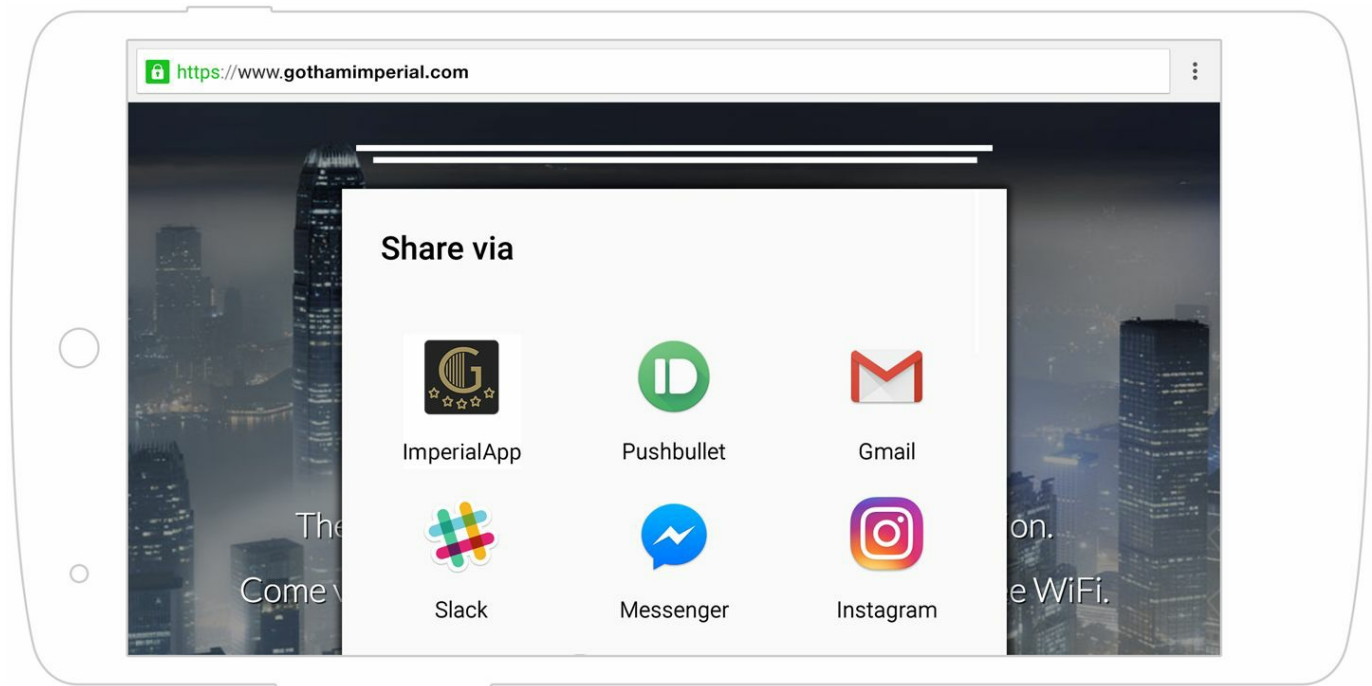 https://www.gothamimperial.com
Share via
G
ImperialApp Pushbullet Gmail
The on.
Come e WiFi.
Slack Messenger Instagram